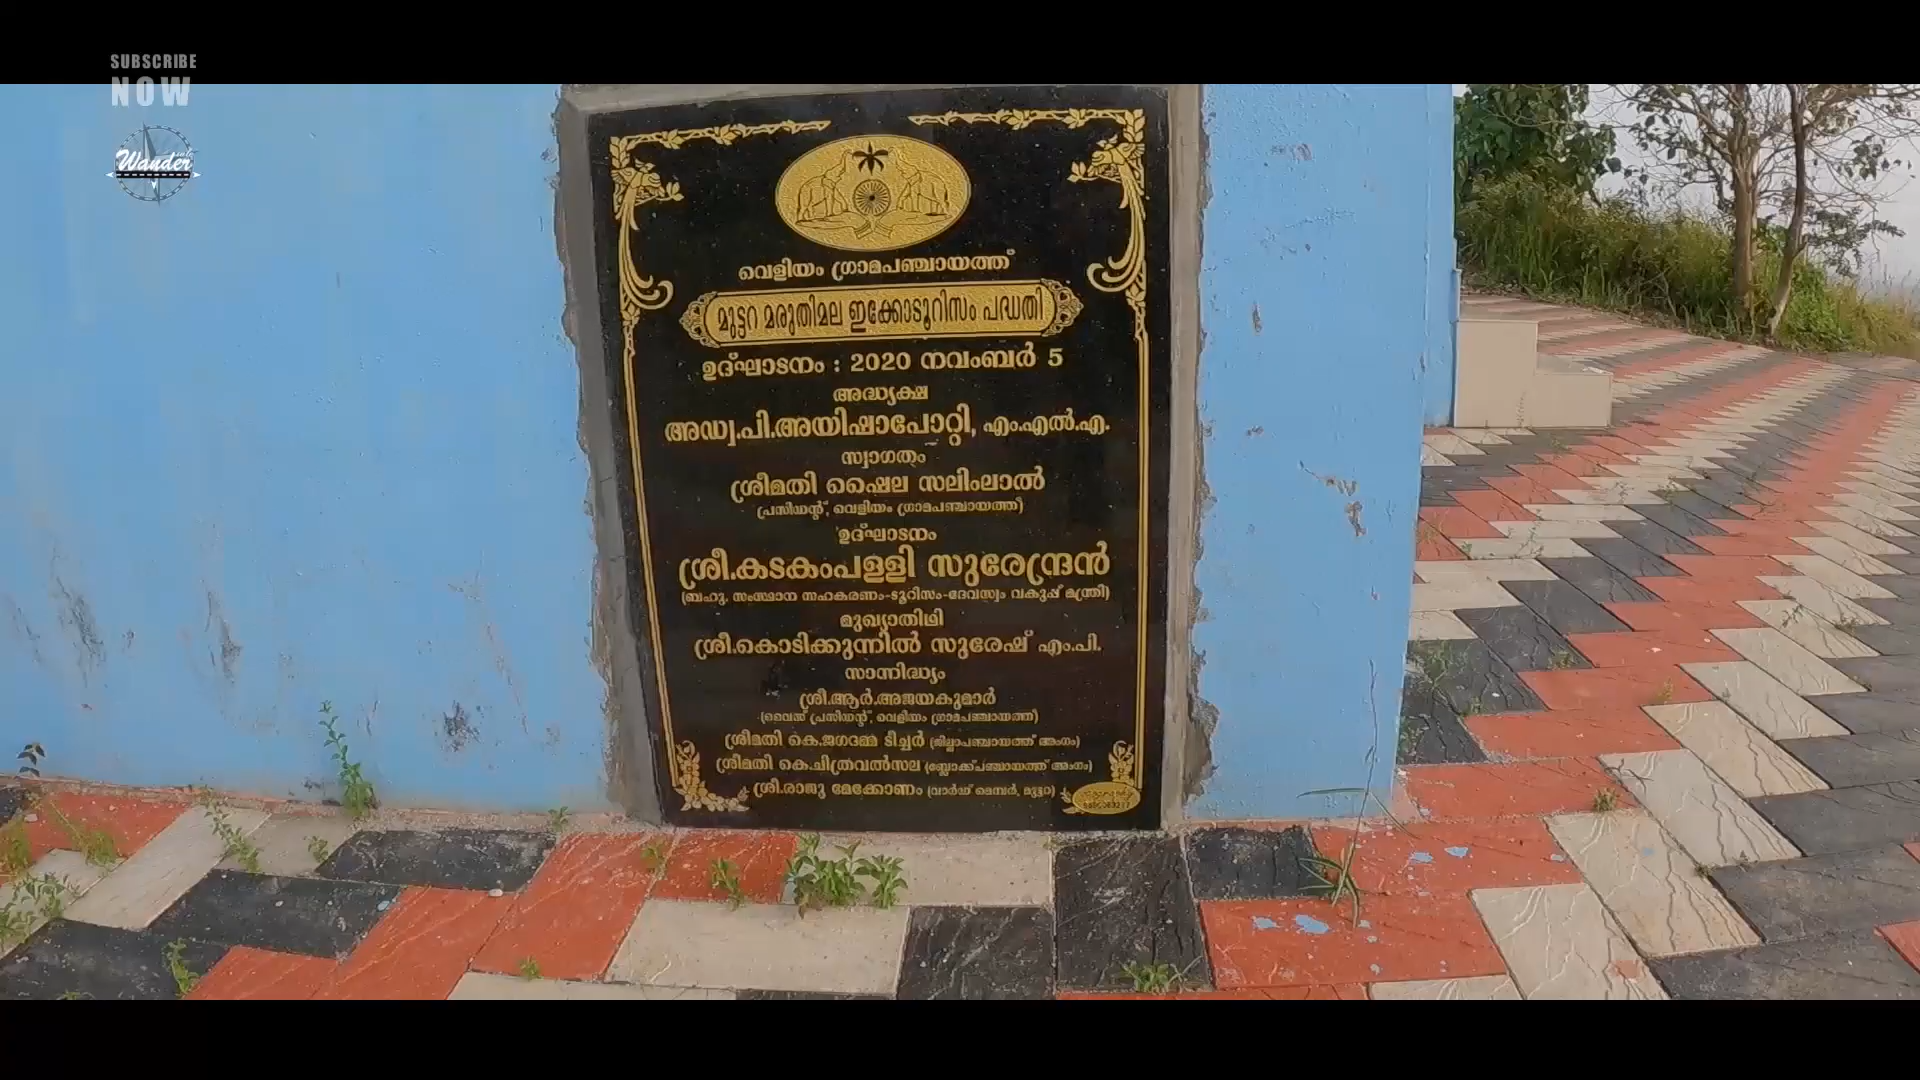 SUBSCRIBE
NOW
Wander
വെളിയം ഗ്രാമപഞ്ചായത്ത്
മുട്ടറ മരുതിമല ഇക്കോടൂറിസം പദ്ധതി
ഉദ്ഘാടനം : 2020 നവംബർ 5
അദ്ധ്യക്ഷ
അഡ്വ.പി.അയിഷാപോറ്റി, എം.എൽ.എ.
സ്വാഗതം
ശ്രീമതി ഷൈല സലിംലാൽ
പ്രസിഡന്റ്, വെളിയം ഗ്രാമപഞ്ചായത്ത്)
ഉദ്ഘാടനം
ശ്രീ.കടകംപള്ളി സുരേന്ദ്രൻ
(ബഹു. സംസ്ഥാന സഹകരണം-ടൂറിസം-ദേവസ്വം വകുപ്പ് മന്ത്രി)
മുഖ്യാതിഥി
ശ്രീ.കൊടിക്കുന്നിൽ സുരേഷ് എം.പി.
സാന്നിദ്ധ്യം
ശ്രീ.ആർ.അജയകുമാർ
(വൈസ് പ്രസിഡന്റ്, വെളിയം ഗ്രാമപഞ്ചായത്ത്)
ശ്രീമതി കെ.ജഗദമ്മ ടീച്ചർ (ജില്ലാപഞ്ചായത്ത് അംഗം)
ശ്രീമതി കെ.ചിത്രവൽസല (ബ്ലോക്ക്പഞ്ചായത്ത് അംഗം)
ശ്രീ.രാജു മേക്കോണം (വാർഡ് മെമ്പർ, മുട്ടറ)